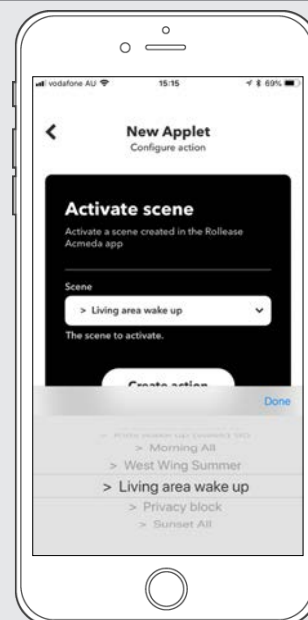 vodafone AU 15:15 69%
New Applet
Configure action
Activate scene
Activate a scene created in the Rollease
Acmeda app
Scene
> Living area wake up
The scene to activate.
Create action
Done
> Morning All
> West Wing Summer
> Living area wake up
> Privacy block
> Sunset All